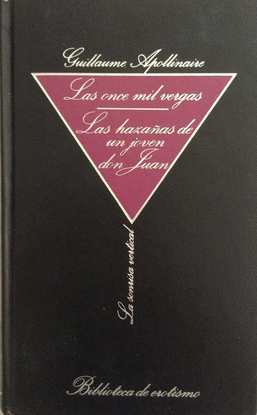 Guillaume Apollinaire
Las once mil vergas
Las hazañas de
un joven
don Juan
La sonrisa vertical
Biblioteca de erotismo